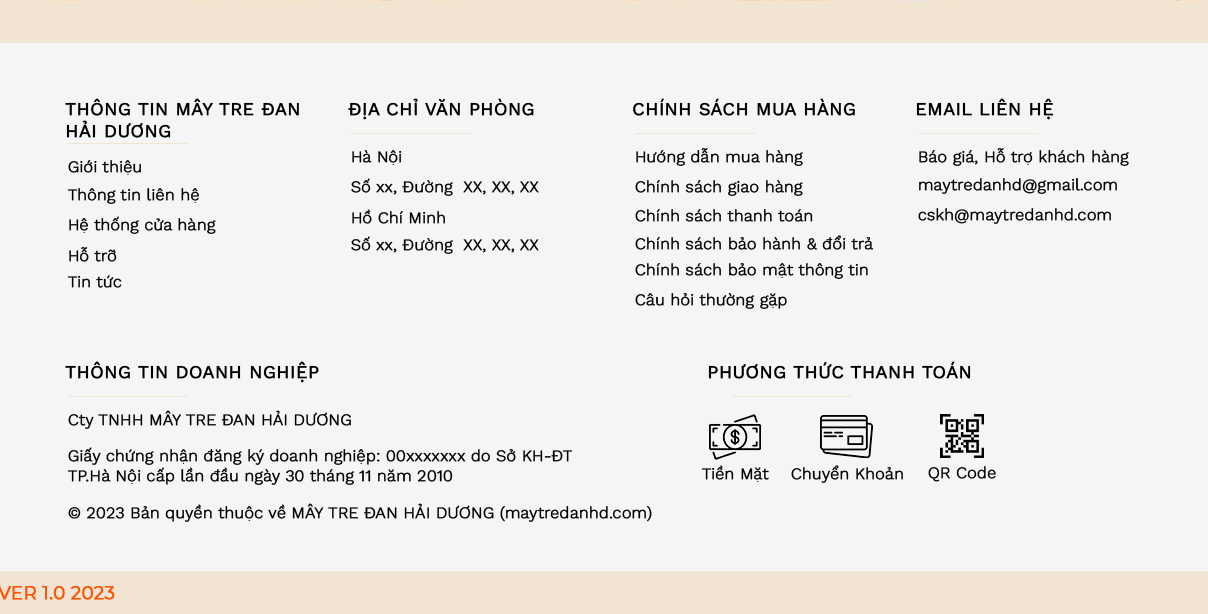 THÔNG TIN MÂY TRE ĐAN
HẢI DƯƠNG
Giới thiệu
Thông tin liên hệ
Hệ thống cửa hàng
Hỗ trỡ
Tin tức
ĐỊA CHỈ VĂN PHÒNG
Hà Nội
Số xx, Đường XX, XX, XX
Hồ Chí Minh
Số xx, Đường XX, XX, XX
CHÍNH SÁCH MUA HÀNG
Hướng dẫn mua hàng
Chính sách giao hàng
Chính sách thanh toán
Chính sách bảo hành & đổi trả
Chính sách bảo mật thông tin
Câu hỏi thường gặp
EMAIL LIÊN HỆ
Báo giá, Hỗ trợ khách hàng
maytredanhd@gmail.com
cskh@maytredanhd.com
THÔNG TIN DOANH NGHIỆP
Cty TNHH MÂY TRE ĐAN HẢI DƯƠNG
Giấy chứng nhận đăng ký doanh nghiệp: 00xxxxxxx do Sở KH-ĐT
TP.Hà Nội cấp lần đầu ngày 30 tháng 11 năm 2010
© 2023 Bản quyền thuộc về MÂY TRE ĐAN HẢI DƯƠNG (maytredanhd.com)
PHƯƠNG THỨC THANH TOÁN
Tiền Mặt
Chuyển Khoản
QR Code
VER 1.0 2023